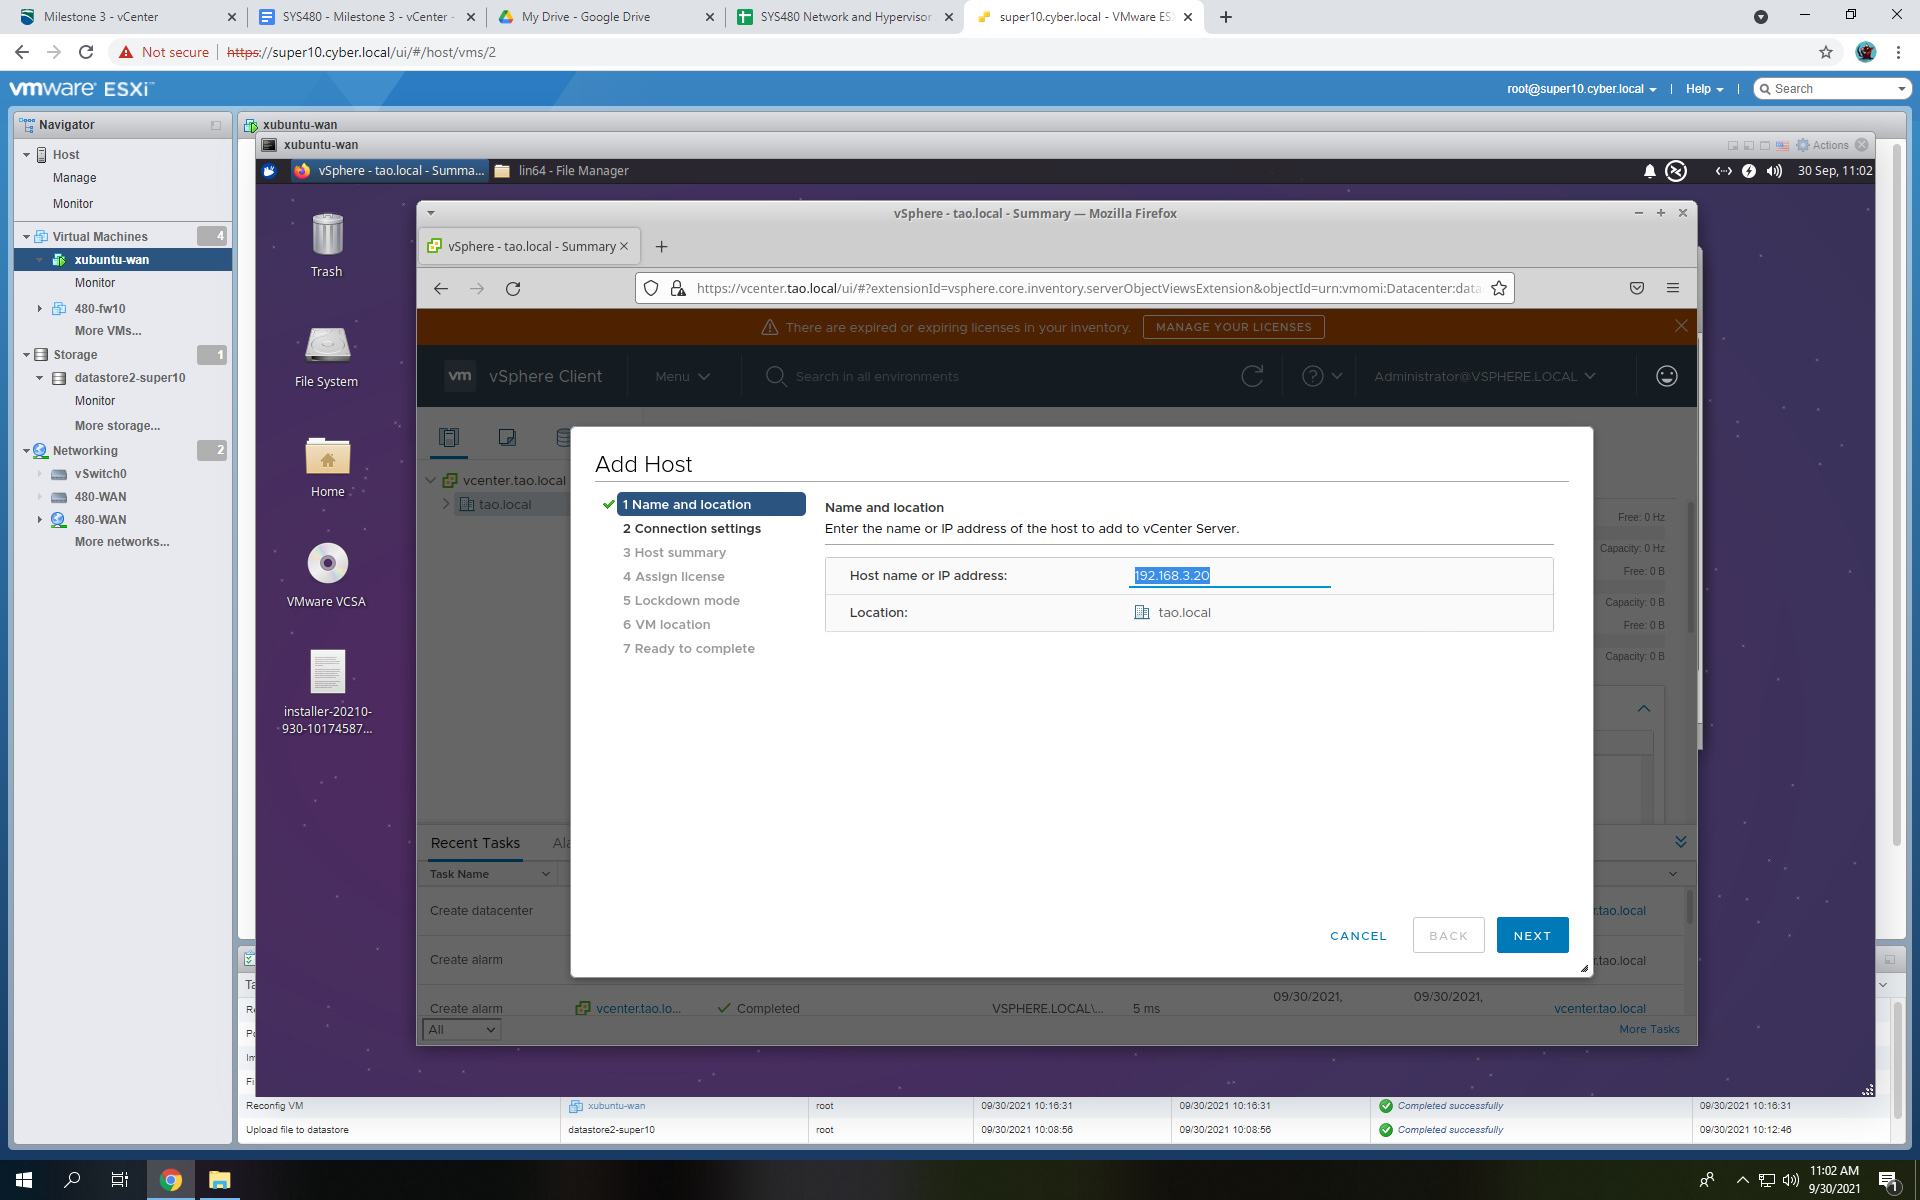 Milestone 3 - vCenter
SYS480 - Milestone 3 - vCenter -
My Drive - Google Drive
SYS480 Network and Hypervisor
super10.cyber.local - VMware ES
Not secure
https://super10.cyber.local/ui/#/host/vms/2
vmware ESXi™
root@super10.cyber.local
Help
Search
Navigator
Host
Manage
Monitor
Virtual Machines
4
xubuntu-wan
Monitor
480-fw10
More VMs...
Storage
1
datastore2-super10
Monitor
More storage...
Networking
2
vSwitch0
480-WAN
480-WAN
More networks...
xubuntu-wan
xubuntu-wan
Actions
vSphere - tao.local - Summa...
lin64 - File Manager
30 Sep, 11:02
Trash
File System
Home
VMware VCSA
installer-20210-
930-10174587...
vSphere - tao.local - Summary — Mozilla Firefox
vSphere - tao.local - Summary
https://vcenter.tao.local/ui/#?extensionId=vsphere.core.inventory.serverObjectViewsExtension&objectId=urn:vmomi:Datacenter:data
There are expired or expiring licenses in your inventory.
MANAGE YOUR LICENSES
vm
vSphere Client
Menu
Search in all environments
Administrator@VSPHERE.LOCAL
vcenter.tao.local
tao.local
Free: 0 Hz
Capacity: 0 Hz
Free: 0 B
Capacity: 0 B
Free: 0 B
Capacity: 0 B
Add Host
1 Name and location
2 Connection settings
3 Host summary
4 Assign license
5 Lockdown mode
6 VM location
7 Ready to complete
Name and location
Enter the name or IP address of the host to add to vCenter Server.
Host name or IP address:
192.168.3.20
Location:
tao.local
CANCEL
BACK
NEXT
Recent Tasks
Al
Task Name
Create datacenter
.tao.local
Create alarm
.tao.local
Create alarm
vcenter.tao.lo...
Completed
VSPHERE.LOCAL\...
5 ms
09/30/2021,
09/30/2021,
vcenter.tao.local
All
More Tasks
Ta
Re
Po
Im
Fi
Reconfig VM
xubuntu-wan
root
09/30/2021 10:16:31
09/30/2021 10:16:31
Completed successfully
09/30/2021 10:16:31
Upload file to datastore
datastore2-super10
root
09/30/2021 10:08:56
09/30/2021 10:08:56
Completed successfully
09/30/2021 10:12:46
11:02 AM
9/30/2021
1